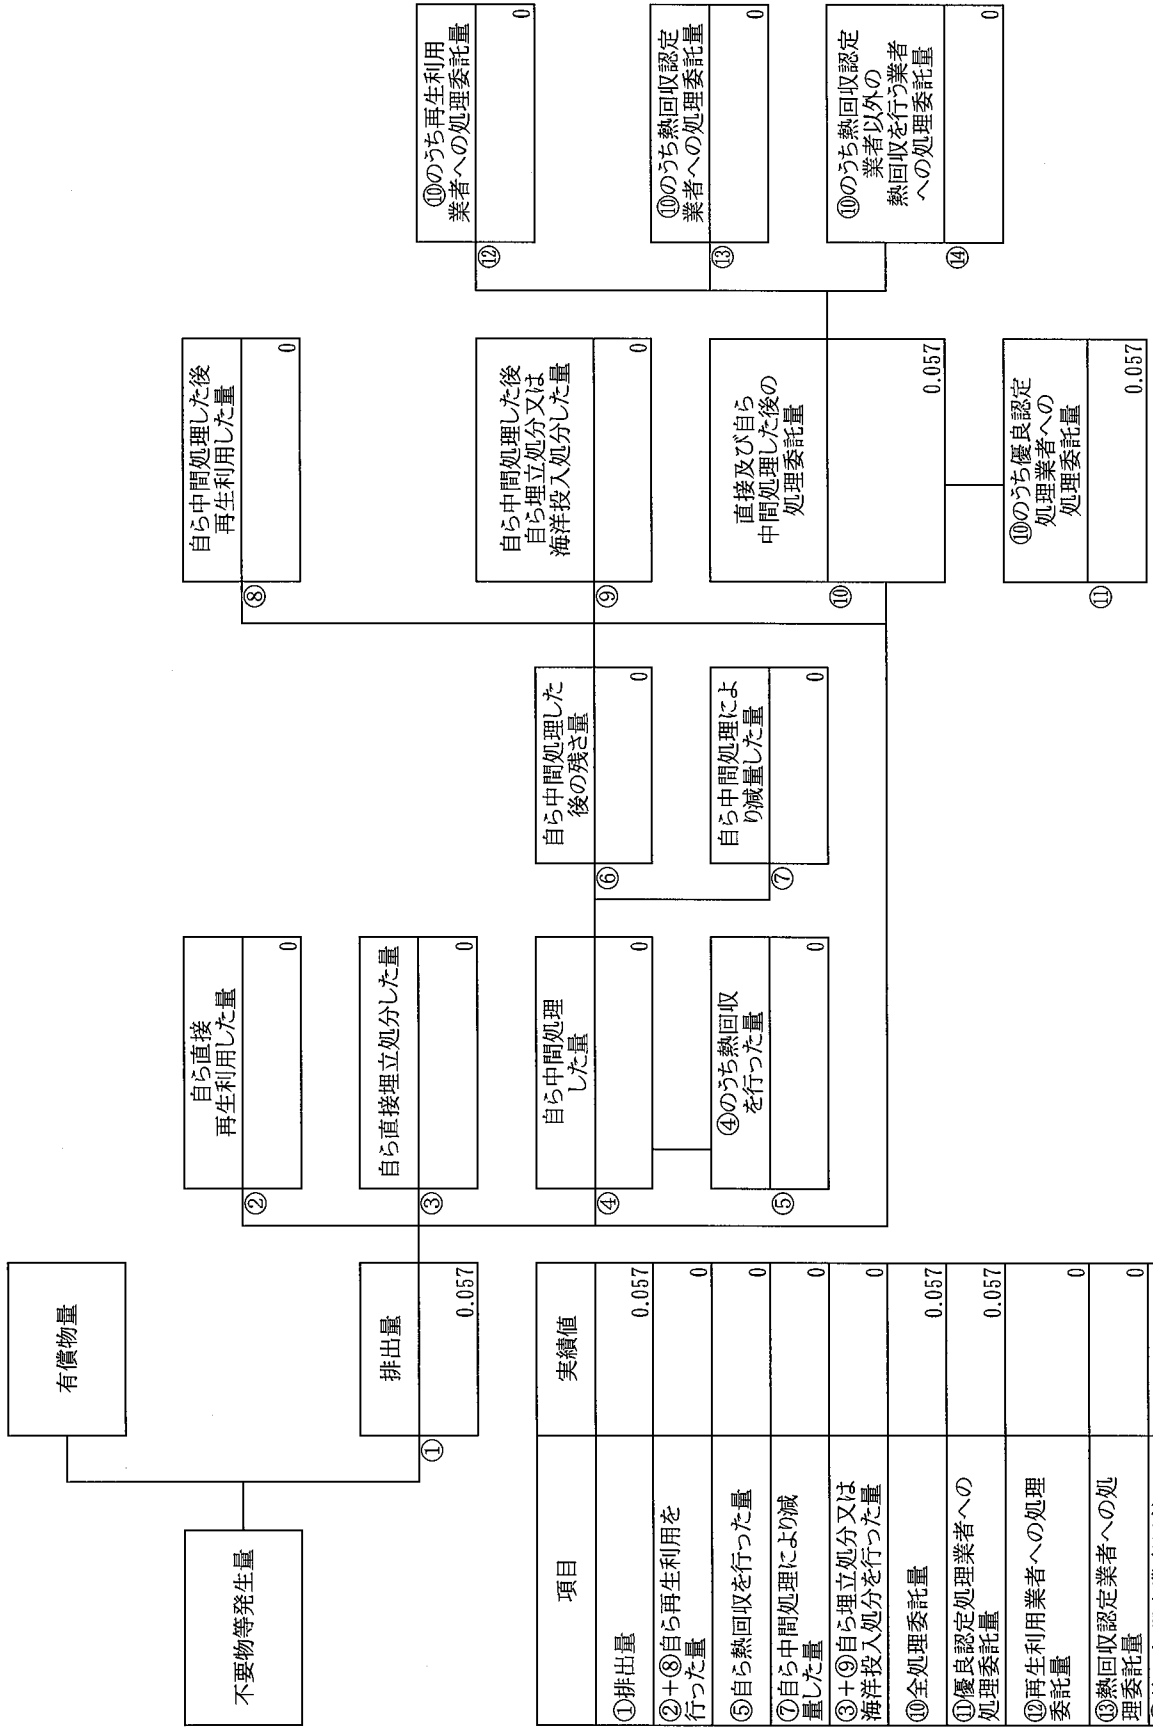 不要物等発生量
有償物量
排出量
①
0.057
自ら直接
再生利用した量
②
0
自ら直接埋立処分した量
③
0
自ら中間処理
した量
④
0
④のうち熱回収
を行った量
⑤
0
自ら中間処理した
後の残さ量
⑥
0
自ら中間処理によ
り減量した量
⑦
0
自ら中間処理した後
再生利用した量
⑧
0
自ら中間処理した後
自ら埋立処分又は
海洋投入処分した量
⑨
0
直接及び自ら
中間処理した後の
処理委託量
⑩
0.057
⑩のうち優良認定
処理業者への
処理委託量
⑪
0.057
⑩のうち再生利用
業者への処理委託量
⑫
0
⑩のうち熱回収認定
業者への処理委託量
⑬
0
⑩のうち熱回収認定
業者以外の
熱回収を行う業者
への処理委託量
⑭
0
項目 実績値
①排出量 0.057
②+⑧自ら再生利用を
行った量 0
⑤自ら熱回収を行った量 0
⑦自ら中間処理により減
量した量 0
③+⑨自ら埋立処分又は
海洋投入処分を行った量 0
⑩全処理委託量 0.057
⑪優良認定処理業者への
処理委託量 0.057
⑫再生利用業者への処理
委託量 0
⑬熱回収認定業者への処
理委託量 0